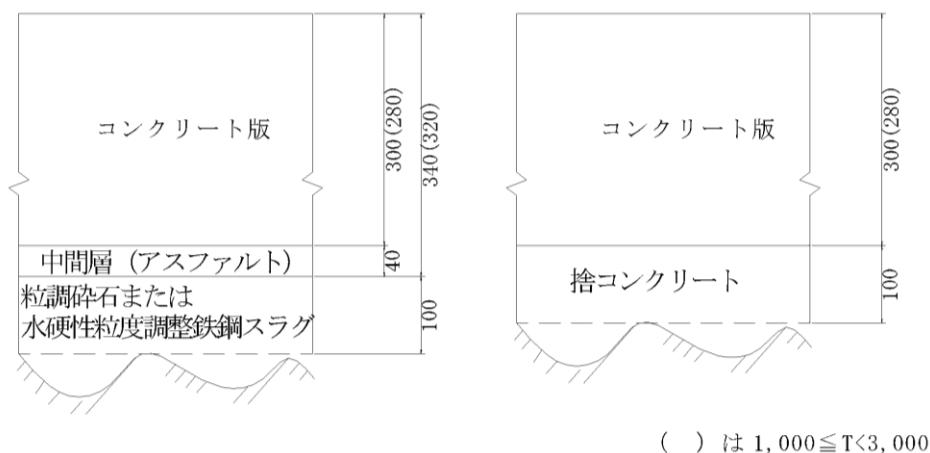 コンクリート版
300(280)
340(320)
中間層（アスファルト）
40
粒調砕石または
水硬性粒度調整鉄鋼スラグ
100
コンクリート版
300(280)
捨コンクリート
100
（　）は 1,000≦T<3,000